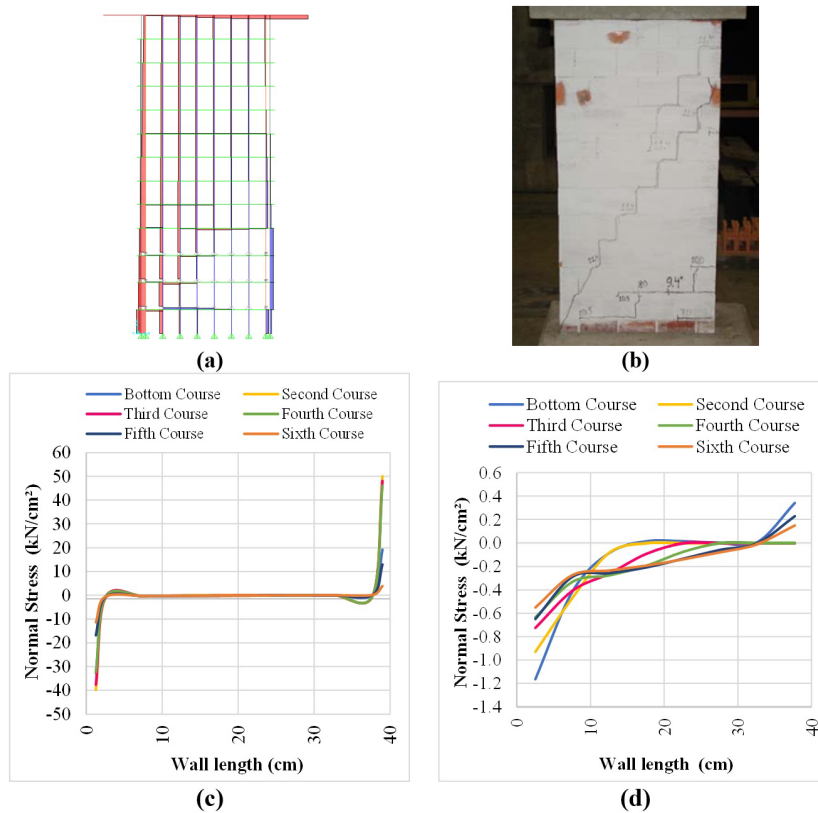 (a)
(b)
80
94
100
Bottom Course
Second Course
Third Course
Fourth Course
Fifth Course
Sixth Course
60
50
40
30
20
10
0
-10
-20
-30
-40
-50
Normal Stress (kN/cm²)
0
10
20
30
40
Wall length (cm)
(c)
Bottom Course
Second Course
Third Course
Fourth Course
Fifth Course
Sixth Course
0.6
0.4
0.2
0.0
-0.2
-0.4
-0.6
-0.8
-1.0
-1.2
-1.4
Normal Stress (kN/cm²)
0
10
20
30
40
Wall length (cm)
(d)